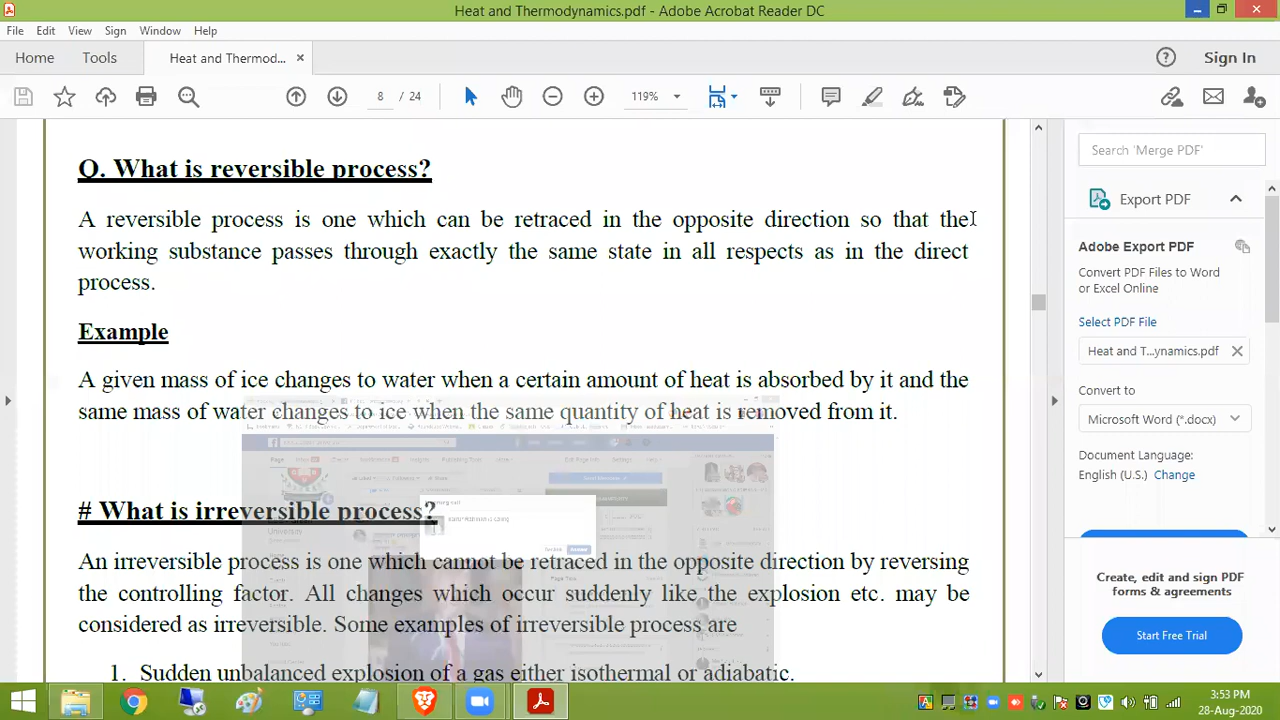 Heat and Thermodynamics.pdf - Adobe Acrobat Reader DC
File Edit View Sign Window Help
Home Tools Heat and Thermod... × Sign In
8 / 24 119%
Q. What is reversible process?
A reversible process is one which can be retraced in the opposite direction so that the
working substance passes through exactly the same state in all respects as in the direct
process.
Example
A given mass of ice changes to water when a certain amount of heat is absorbed by it and the
same mass of water changes to ice when the same quantity of heat is removed from it.
# What is irreversible process?
An irreversible process is one which cannot be retraced in the opposite direction by reversing
the controlling factor. All changes which occur suddenly like the explosion etc. may be
considered as irreversible. Some examples of irreversible process are
1. Sudden unbalanced explosion of a gas either isothermal or adiabatic.
Search 'Merge PDF'
Export PDF
Adobe Export PDF
Convert PDF Files to Word
or Excel Online
Select PDF File
Heat and T...ynamics.pdf
Convert to
Microsoft Word (*.docx)
Document Language:
English (U.S.) Change
Create, edit and sign PDF
forms & agreements
Start Free Trial
3:53 PM
28-Aug-2020